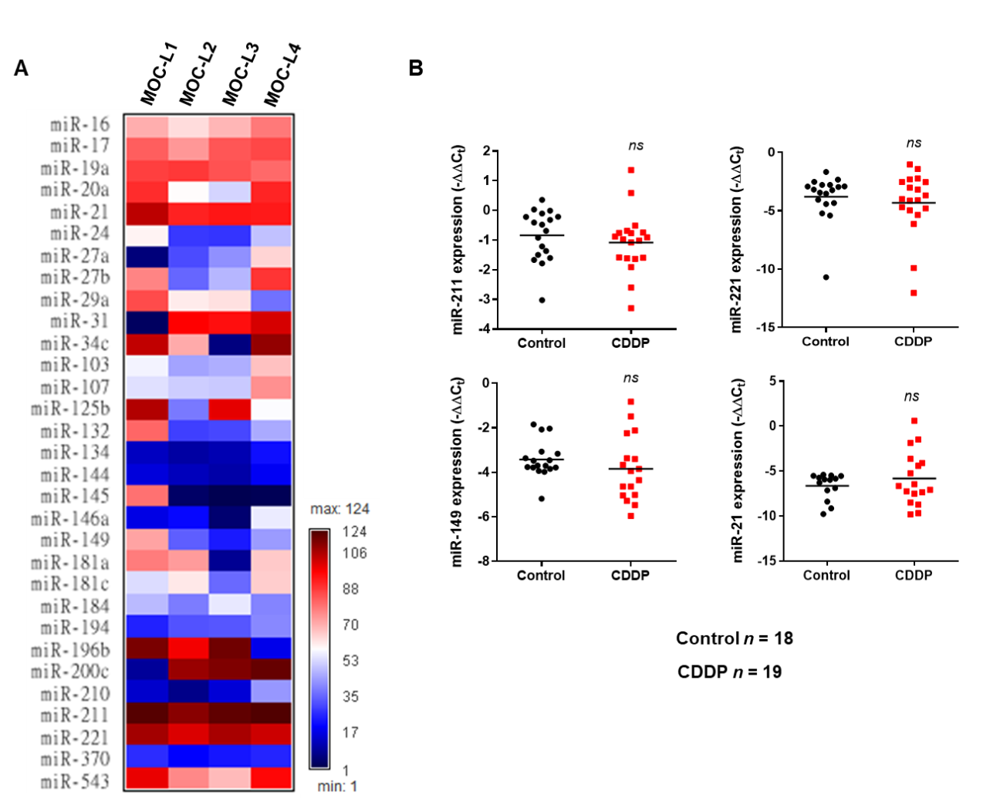 A
MOC-L1
MOC-L2
MOC-L3
MOC-L4
miR-16
miR-17
miR-19a
miR-20a
miR-21
miR-24
miR-27a
miR-27b
miR-29a
miR-31
miR-34c
miR-103
miR-107
miR-125b
miR-132
miR-134
miR-144
miR-145
miR-146a
miR-149
miR-181a
miR-181c
miR-184
miR-194
miR-196b
miR-200c
miR-210
miR-211
miR-221
miR-370
miR-543
max: 124
124
106
88
70
53
35
17
1
min: 1
B
miR-211 expression (-ΔΔCt)
ns
2
1
0
-1
-2
-3
-4
Control
CDDP
miR-221 expression (-ΔΔCt)
ns
0
-5
-10
-15
Control
CDDP
miR-149 expression (-ΔΔCt)
ns
0
-2
-4
-6
-8
Control
CDDP
miR-21 expression (-ΔΔCt)
ns
5
0
-5
-10
-15
Control
CDDP
Control n = 18
CDDP n = 19